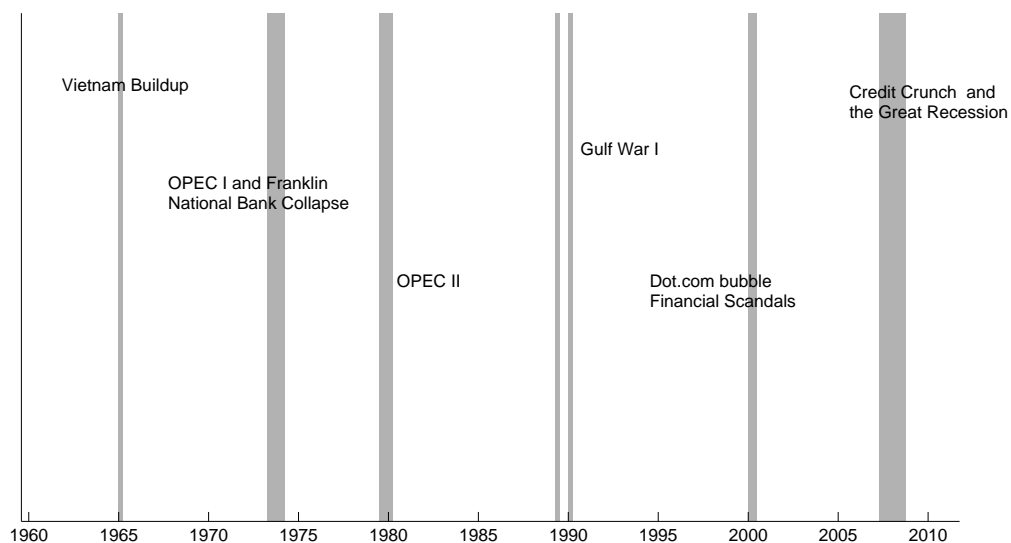 Vietnam Buildup
Credit Crunch  and
the Great Recession
Gulf War I
OPEC I and Franklin
National Bank Collapse
OPEC II
Dot.com bubble
Financial Scandals
1960 1965 1970 1975 1980 1985 1990 1995 2000 2005 2010